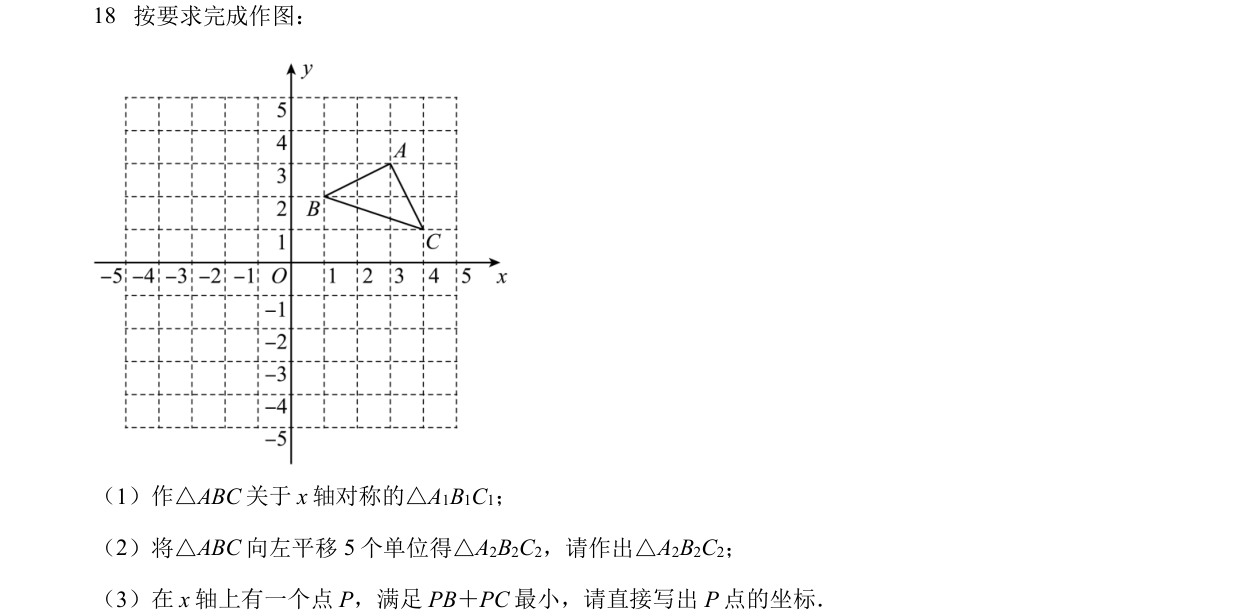 18 按要求完成作图：
y
5
4
A
3
2 B
1 C
−5 −4 −3 −2 −1 O 1 2 3 4 5 x
−1
−2
−3
−4
−5
（1）作△ABC关于x轴对称的△A₁B₁C₁；
（2）将△ABC向左平移5个单位得△A₂B₂C₂，请作出△A₂B₂C₂；
（3）在x轴上有一个点P，满足PB＋PC最小，请直接写出P点的坐标．